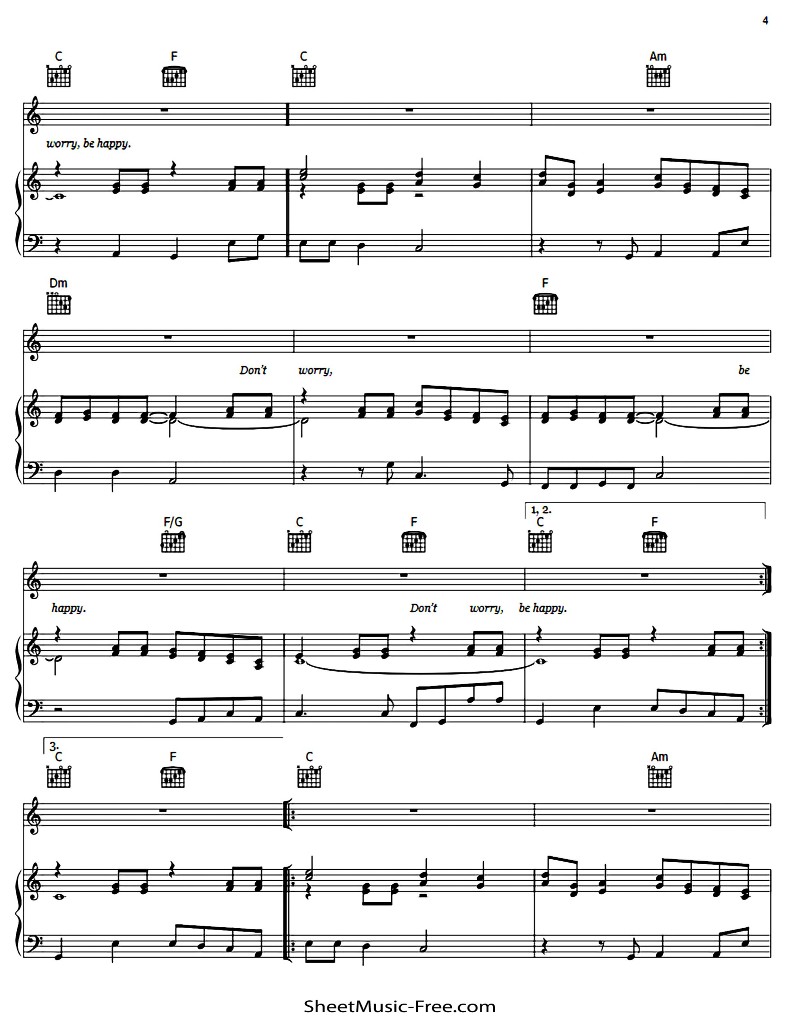 4
C F C Am
worry, be happy.
Dm F
Don't worry, be
1, 2.
F/G C F C F
happy. Don't worry, be happy.
3.
C F C Am
SheetMusic-Free.com